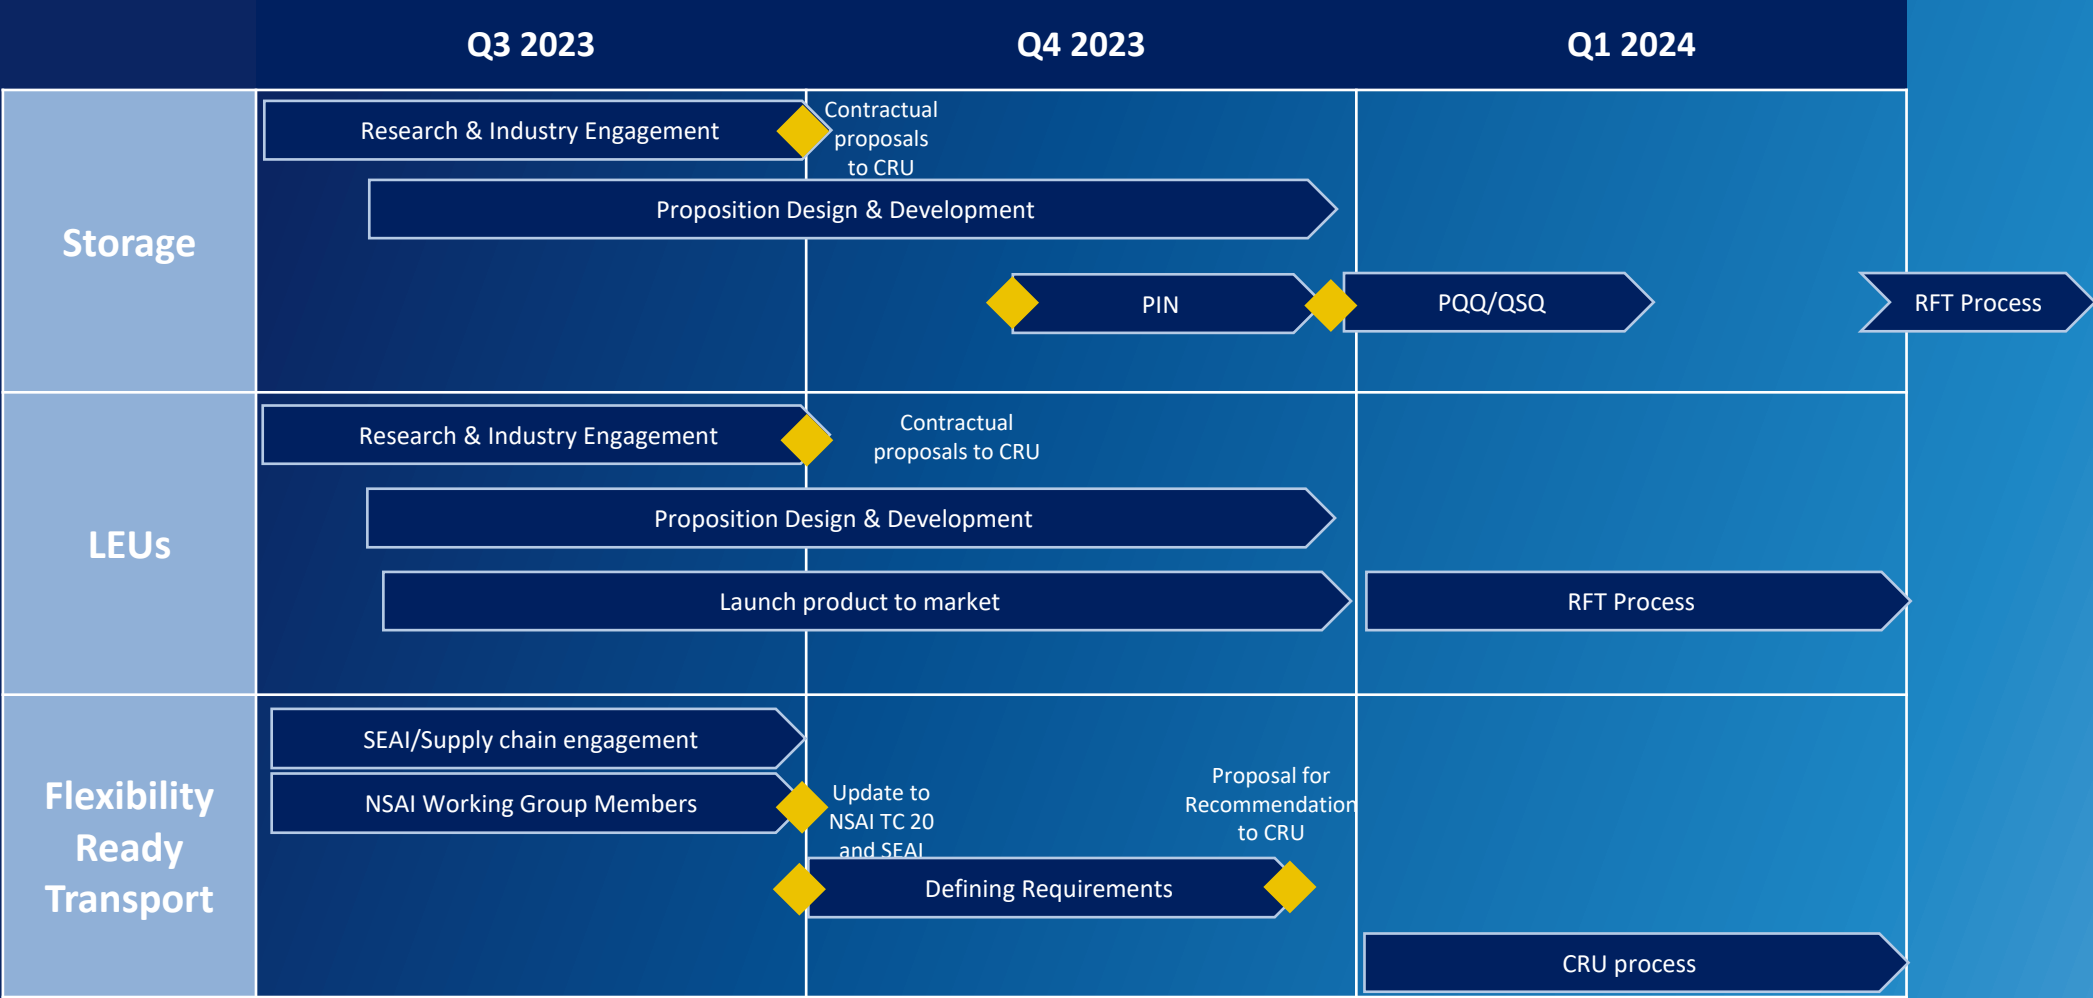 Q3 2023
Q4 2023
Q1 2024
Storage
Research & Industry Engagement
Contractual
proposals
to CRU
Proposition Design & Development
PIN
PQQ/QSQ
RFT Process
LEUs
Research & Industry Engagement
Contractual
proposals to CRU
Proposition Design & Development
Launch product to market
RFT Process
Flexibility
Ready
Transport
SEAI/Supply chain engagement
NSAI Working Group Members
Update to
NSAI TC 20
and SEAI
Proposal for
Recommendation
to CRU
Defining Requirements
CRU process